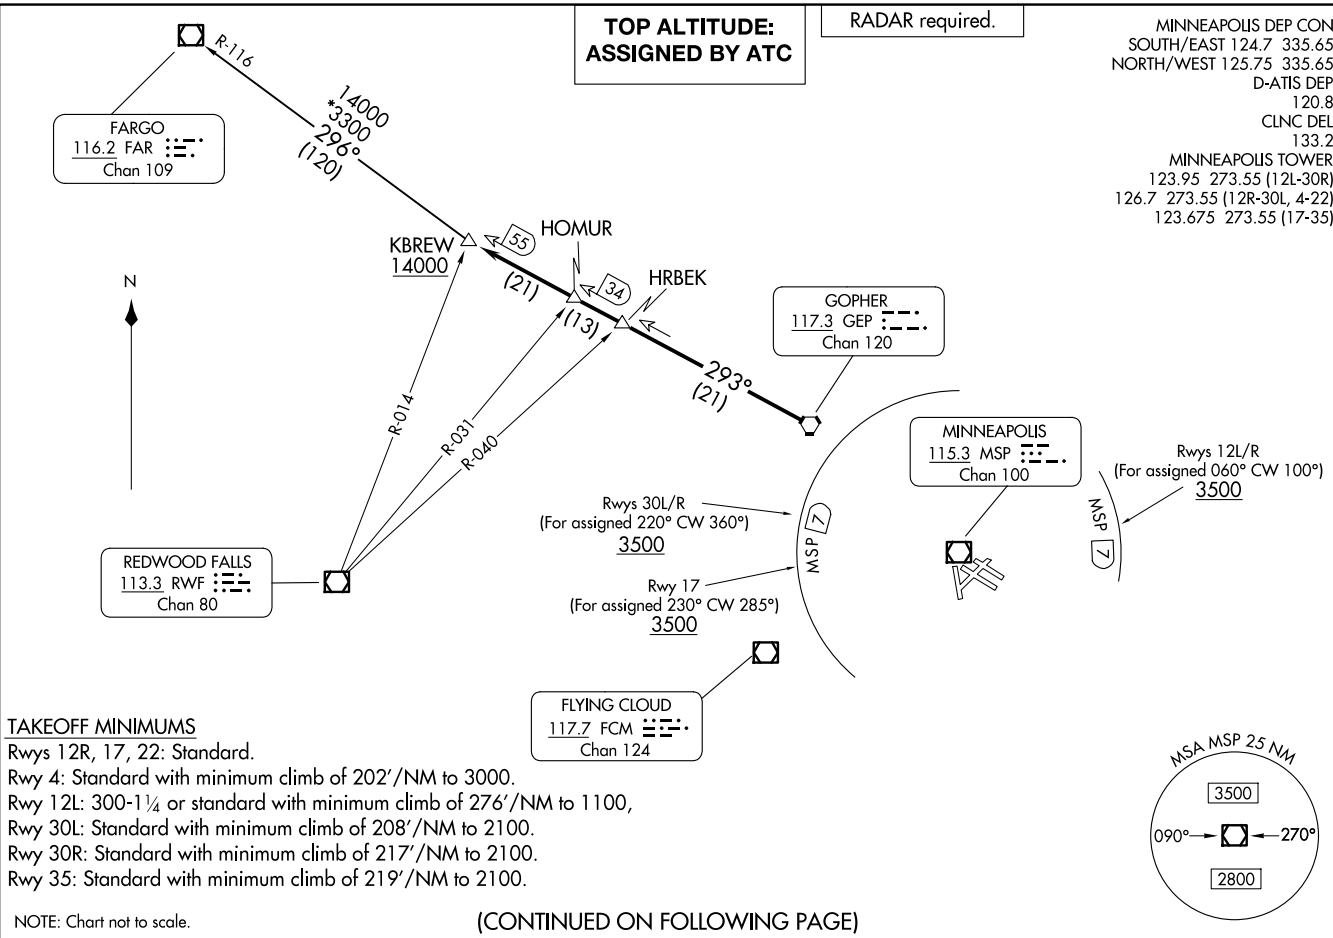 TOP ALTITUDE:
ASSIGNED BY ATC
RADAR required.
MINNEAPOLIS DEP CON
SOUTH/EAST 124.7 335.65
NORTH/WEST 125.75 335.65
D-ATIS DEP
120.8
CLNC DEL
133.2
MINNEAPOLIS TOWER
123.95 273.55 (12L-30R)
126.7 273.55 (12R-30L, 4-22)
123.675 273.55 (17-35)
R-116
FARGO
116.2 FAR
Chan 109
14000
*3300
296°
(120)
KBREW
14000
55
HOMUR
(21)
34
HRBEK
(13)
N
GOPHER
117.3 GEP
Chan 120
293°
(21)
R-014
R-031
R-040
MINNEAPOLIS
115.3 MSP
Chan 100
Rwys 12L/R
(For assigned 060° CW 100°)
3500
MSP 7
Rwys 30L/R
(For assigned 220° CW 360°)
3500
MSP 7
Rwy 17
(For assigned 230° CW 285°)
3500
REDWOOD FALLS
113.3 RWF
Chan 80
FLYING CLOUD
117.7 FCM
Chan 124
TAKEOFF MINIMUMS
Rwys 12R, 17, 22: Standard.
Rwy 4: Standard with minimum climb of 202'/NM to 3000.
Rwy 12L: 300-1¼ or standard with minimum climb of 276'/NM to 1100,
Rwy 30L: Standard with minimum climb of 208'/NM to 2100.
Rwy 30R: Standard with minimum climb of 217'/NM to 2100.
Rwy 35: Standard with minimum climb of 219'/NM to 2100.
MSA MSP 25 NM
3500
090°
270°
2800
NOTE: Chart not to scale.
(CONTINUED ON FOLLOWING PAGE)